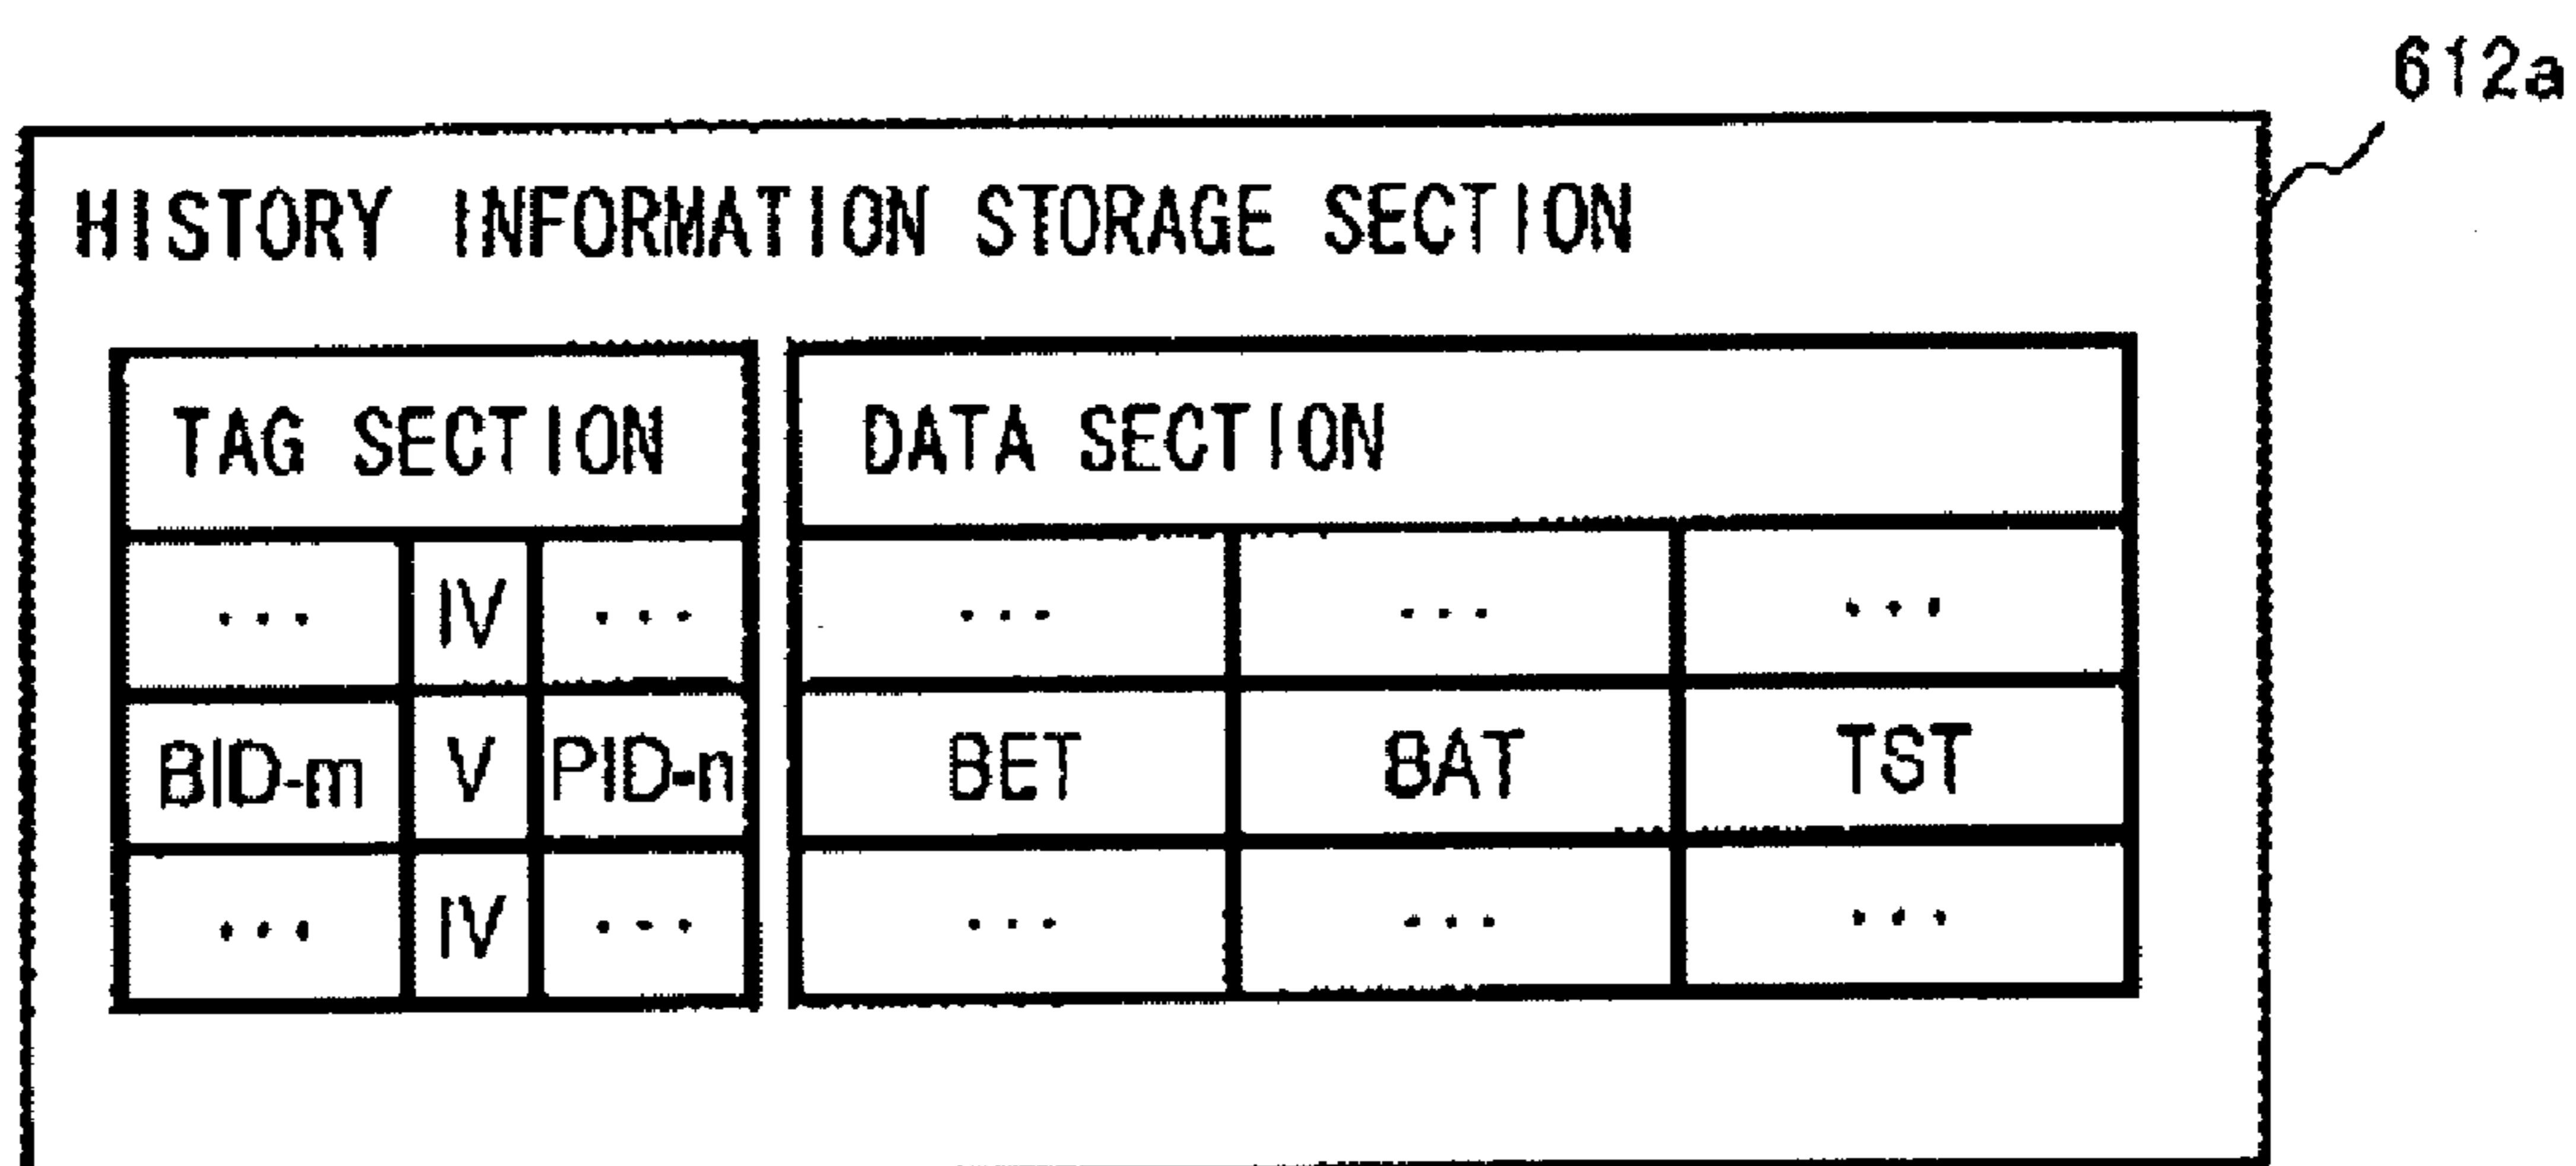 612a
HISTORY INFORMATION STORAGE SECTION
TAG SECTION DATA SECTION
... IV ... ... ... ...
BID-m V PID-n BET BAT TST
... IV ... ... ... ...